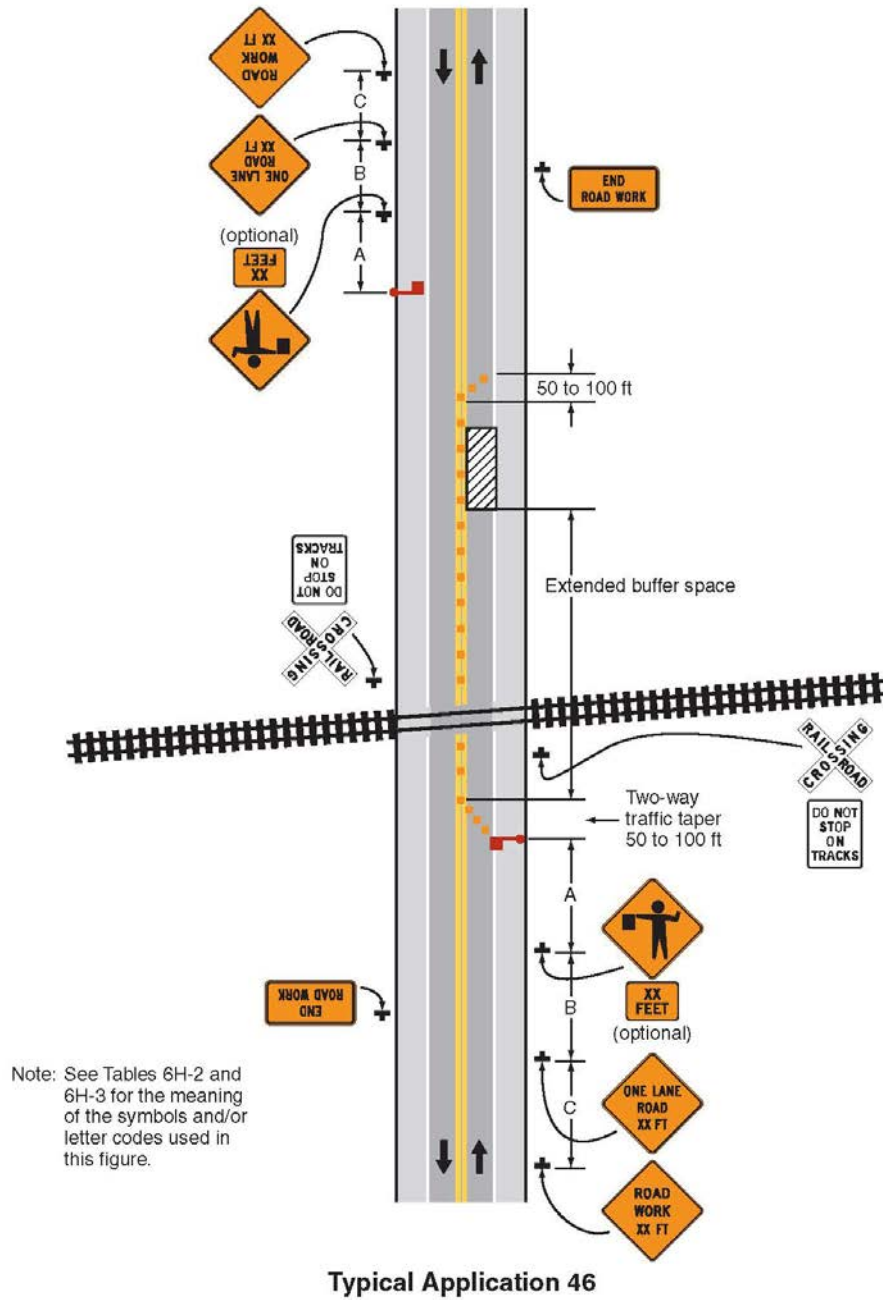 ROAD
WORK
XX FT
C
ONE LANE
ROAD
XX FT
B
END
ROAD WORK
(optional)
XX
FEET
A
50 to 100 ft
DO NOT
STOP
ON
TRACKS
RAILROAD
CROSSING
Extended buffer space
RAILROAD
CROSSING
Two-way
traffic taper
50 to 100 ft
DO NOT
STOP
ON
TRACKS
A
END
ROAD WORK
B
XX
FEET
(optional)
Note: See Tables 6H-2 and
6H-3 for the meaning
of the symbols and/or
letter codes used in
this figure.
C
ONE LANE
ROAD
XX FT
ROAD
WORK
XX FT
Typical Application 46